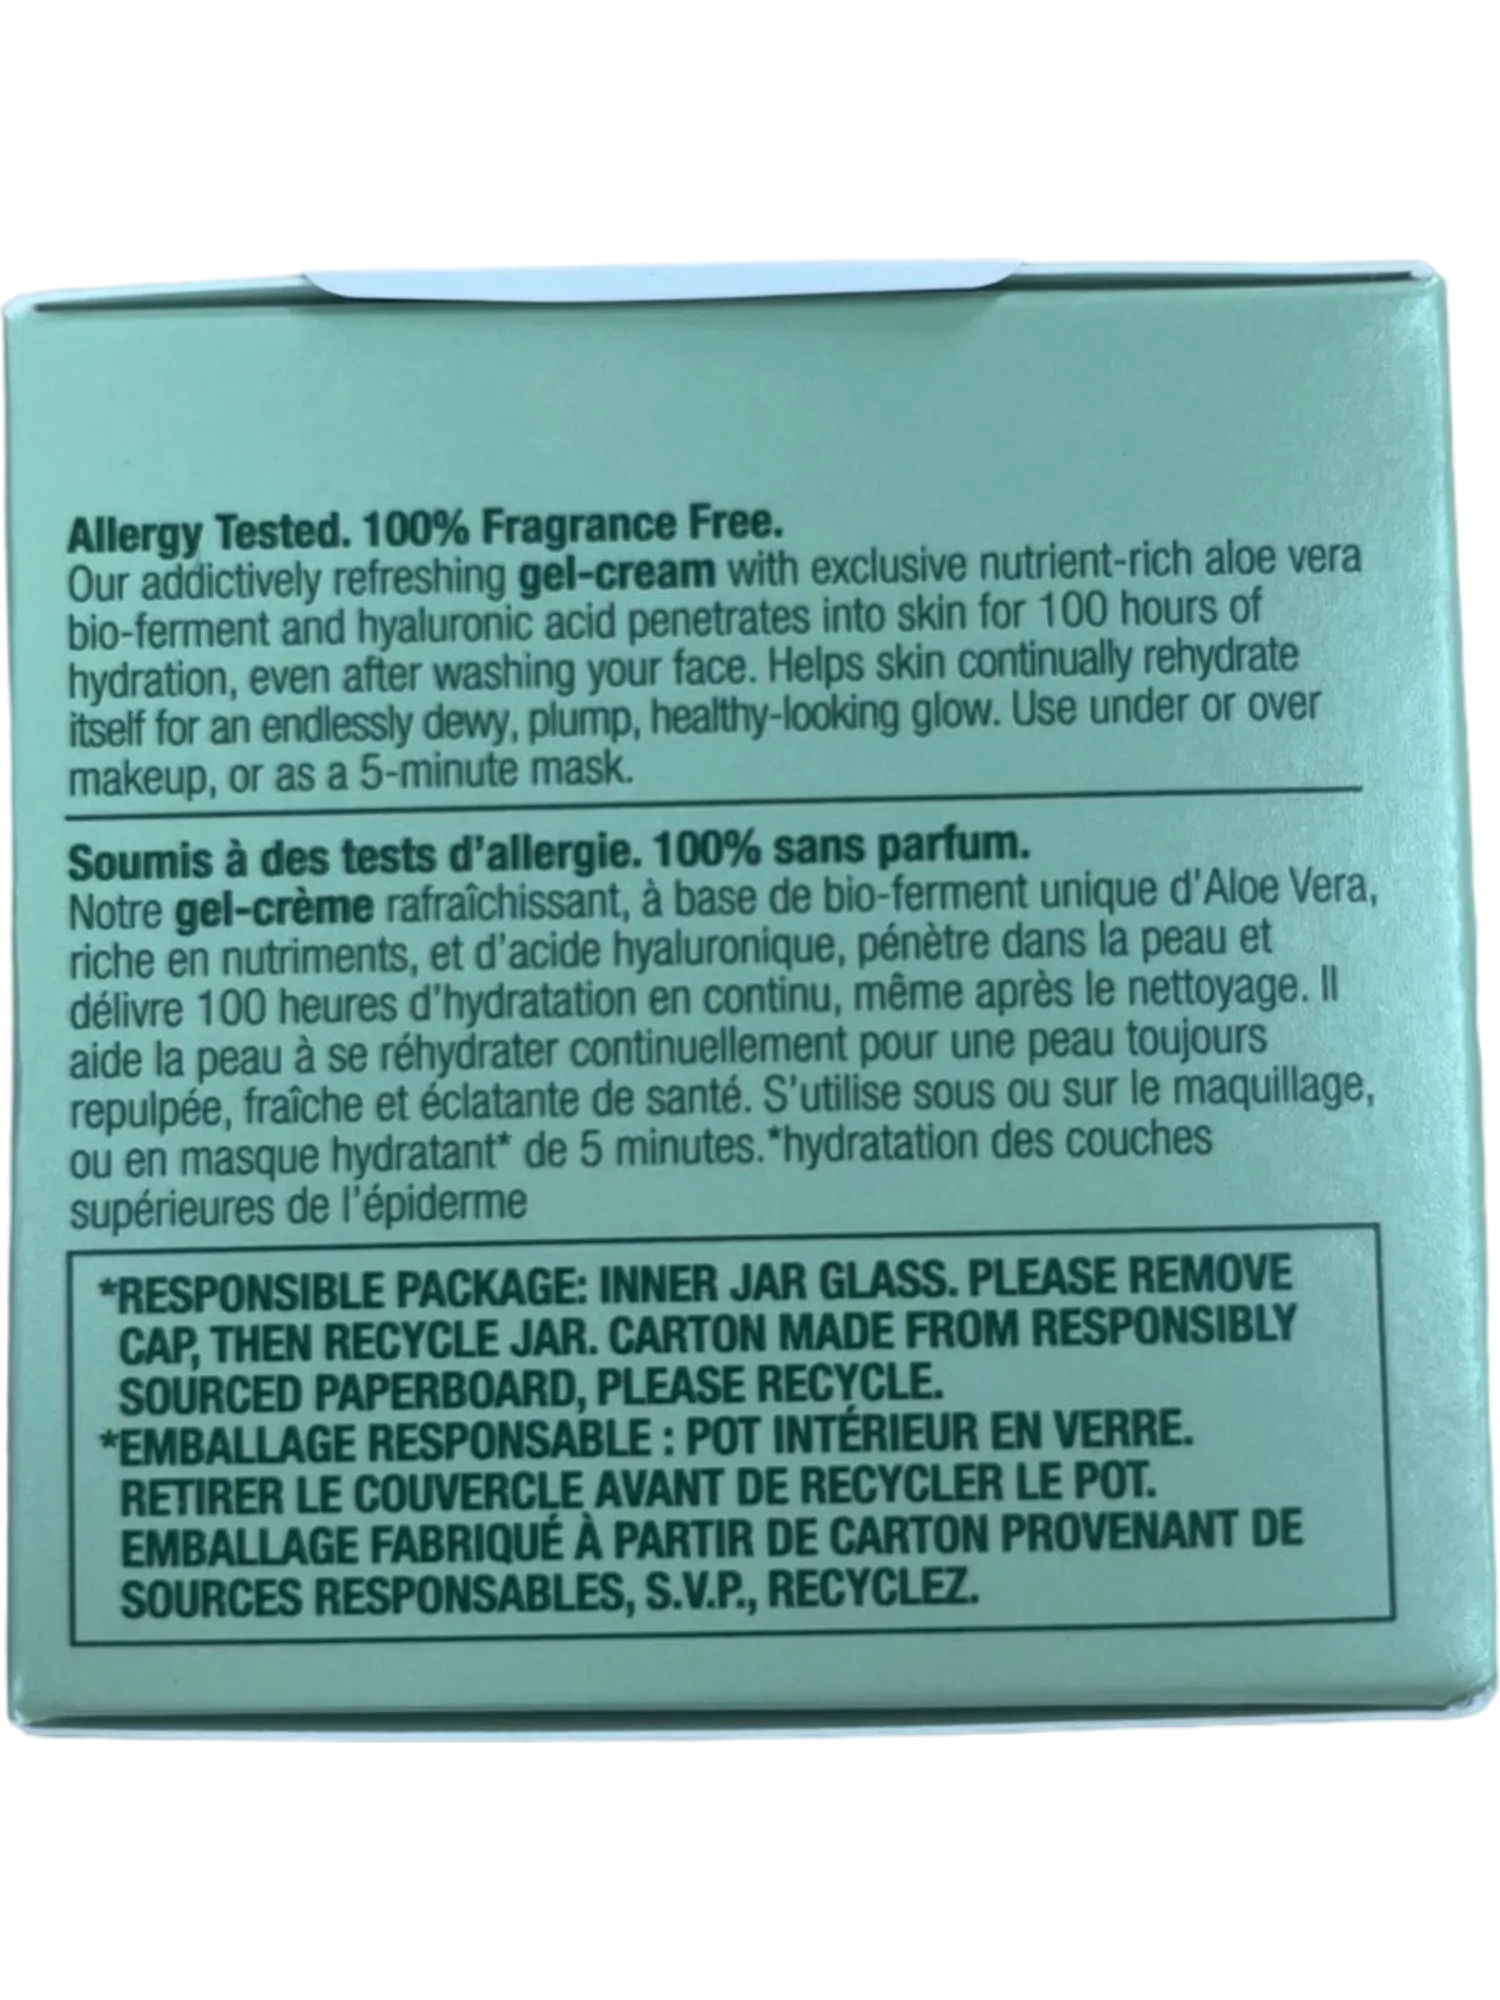 Allergy Tested. 100% Fragrance Free.
Our addictively refreshing gel-cream with exclusive nutrient-rich aloe vera
bio-ferment and hyaluronic acid penetrates into skin for 100 hours of
hydration, even after washing your face. Helps skin continually rehydrate
itself for an endlessly dewy, plump, healthy-looking glow. Use under or over
makeup, or as a 5-minute mask.
Soumis à des tests d'allergie. 100% sans parfum.
Notre gel-crème rafraîchissant, à base de bio-ferment unique d'Aloe Vera,
riche en nutriments, et d'acide hyaluronique, pénètre dans la peau et
délivre 100 heures d'hydratation en continu, même après le nettoyage. Il
aide la peau à se réhydrater continuellement pour une peau toujours
repulpée, fraîche et éclatante de santé. S'utilise sous ou sur le maquillage,
ou en masque hydratant* de 5 minutes.*hydratation des couches
supérieures de l'épiderme
*RESPONSIBLE PACKAGE: INNER JAR GLASS. PLEASE REMOVE
CAP, THEN RECYCLE JAR. CARTON MADE FROM RESPONSIBLY
SOURCED PAPERBOARD, PLEASE RECYCLE.
*EMBALLAGE RESPONSABLE : POT INTÉRIEUR EN VERRE.
RETIRER LE COUVERCLE AVANT DE RECYCLER LE POT.
EMBALLAGE FABRIQUÉ À PARTIR DE CARTON PROVENANT DE
SOURCES RESPONSABLES, S.V.P., RECYCLEZ.